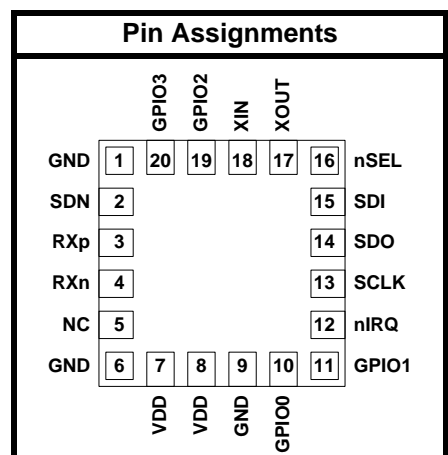 Pin Assignments
GPIO3 GPIO2 XIN XOUT
GND 1 20 19 18 17 16 nSEL
SDN 2 15 SDI
RXp 3 14 SDO
RXn 4 13 SCLK
NC 5 12 nIRQ
GND 6 7 8 9 10 11 GPIO1
VDD VDD GND GPIO0